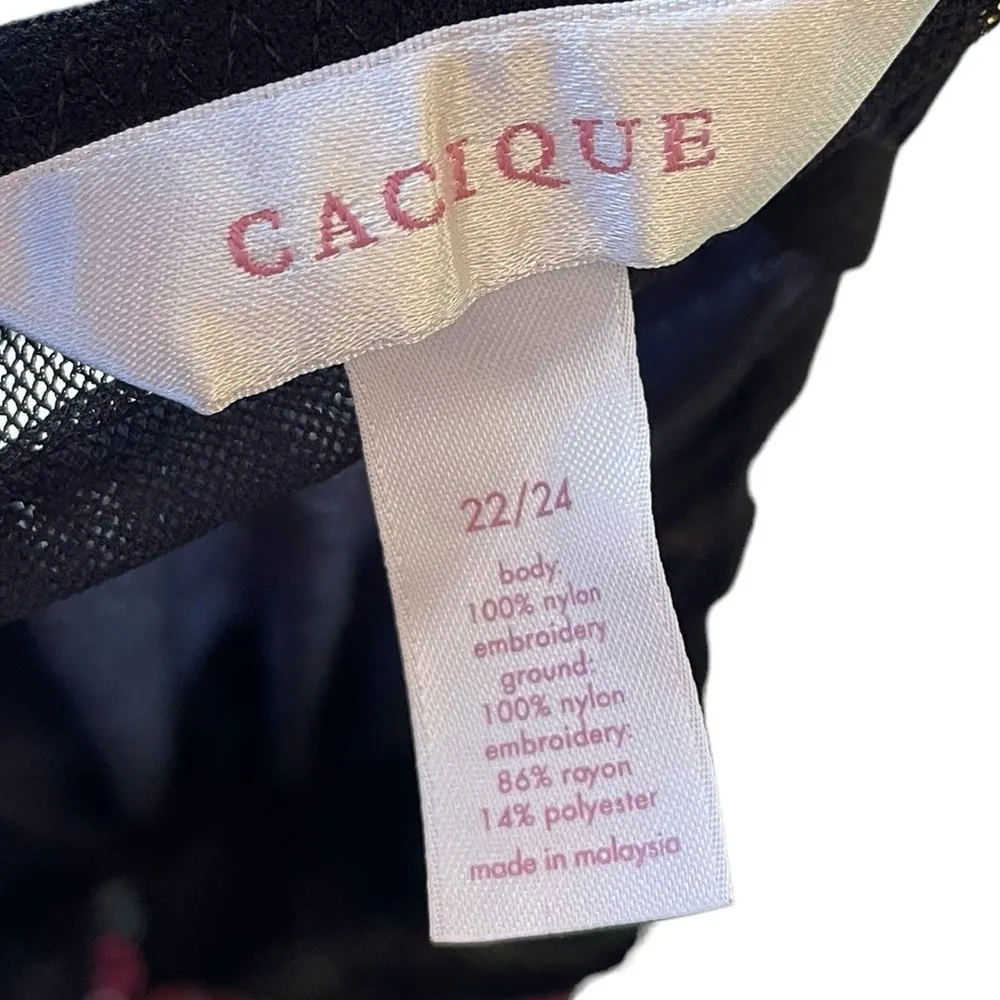 CACIQUE
22/24
body:
100% nylon
embroidery
ground:
100% nylon
embroidery:
86% rayon
14% polyester
made in malaysia